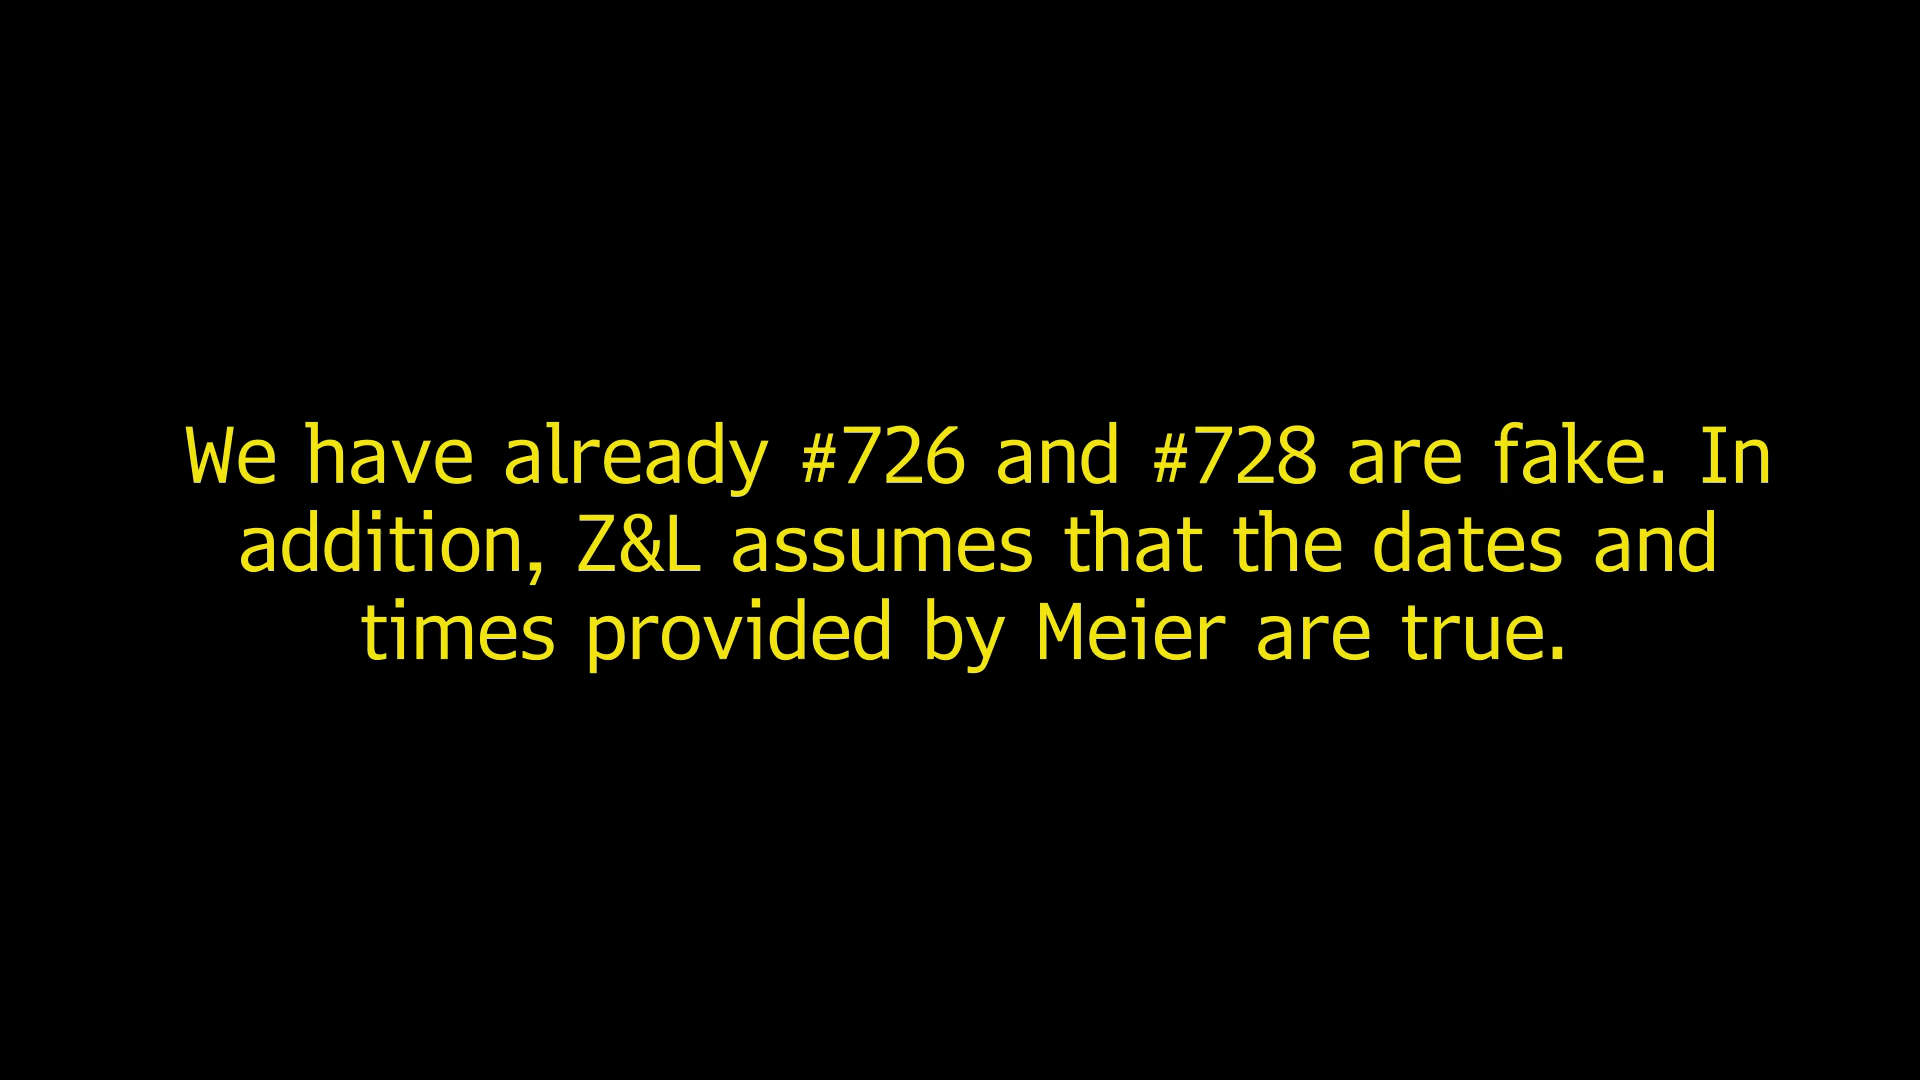 We have already #726 and #728 are fake. In
addition, Z&L assumes that the dates and
times provided by Meier are true.